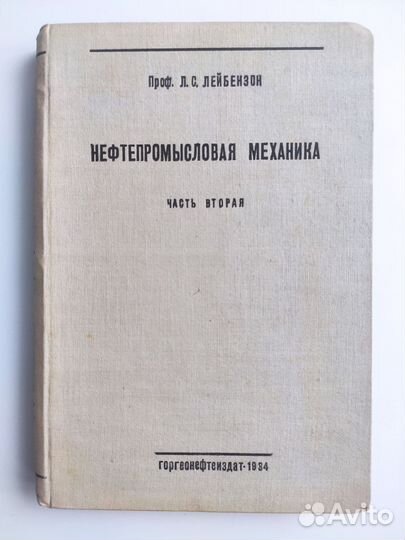 Проф. Л. С. ЛЕЙБЕНЗОН
НЕФТЕПРОМЫСЛОВАЯ МЕХАНИКА
ЧАСТЬ ВТОРАЯ
ГОРГЕОНЕФТЕИЗДАТ-1934
Avito